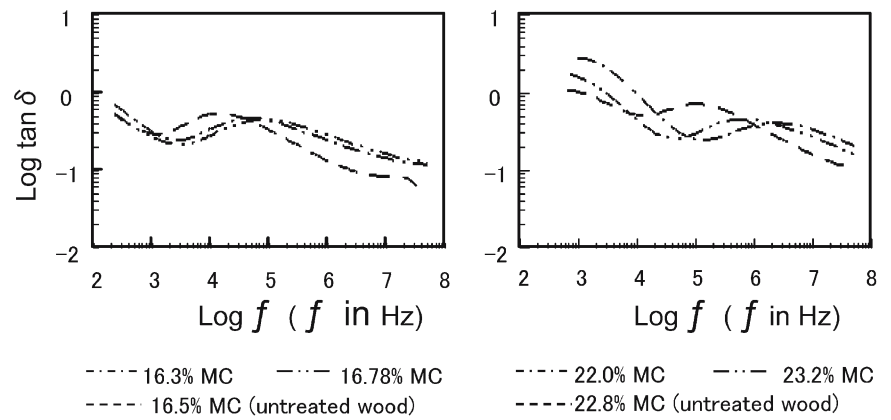 1
0
−1
−2
Log tan δ
2 3 4 5 6 7 8
Log f ( f in Hz)
16.3% MC
16.78% MC
16.5% MC (untreated wood)
1
0
−1
−2
2 3 4 5 6 7 8
Log f ( f in Hz)
22.0% MC
23.2% MC
22.8% MC (untreated wood)